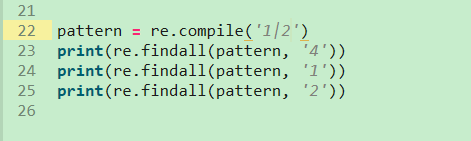 21
22 pattern = re.compile('1|2')
23 print(re.findall(pattern, '4'))
24 print(re.findall(pattern, '1'))
25 print(re.findall(pattern, '2'))
26